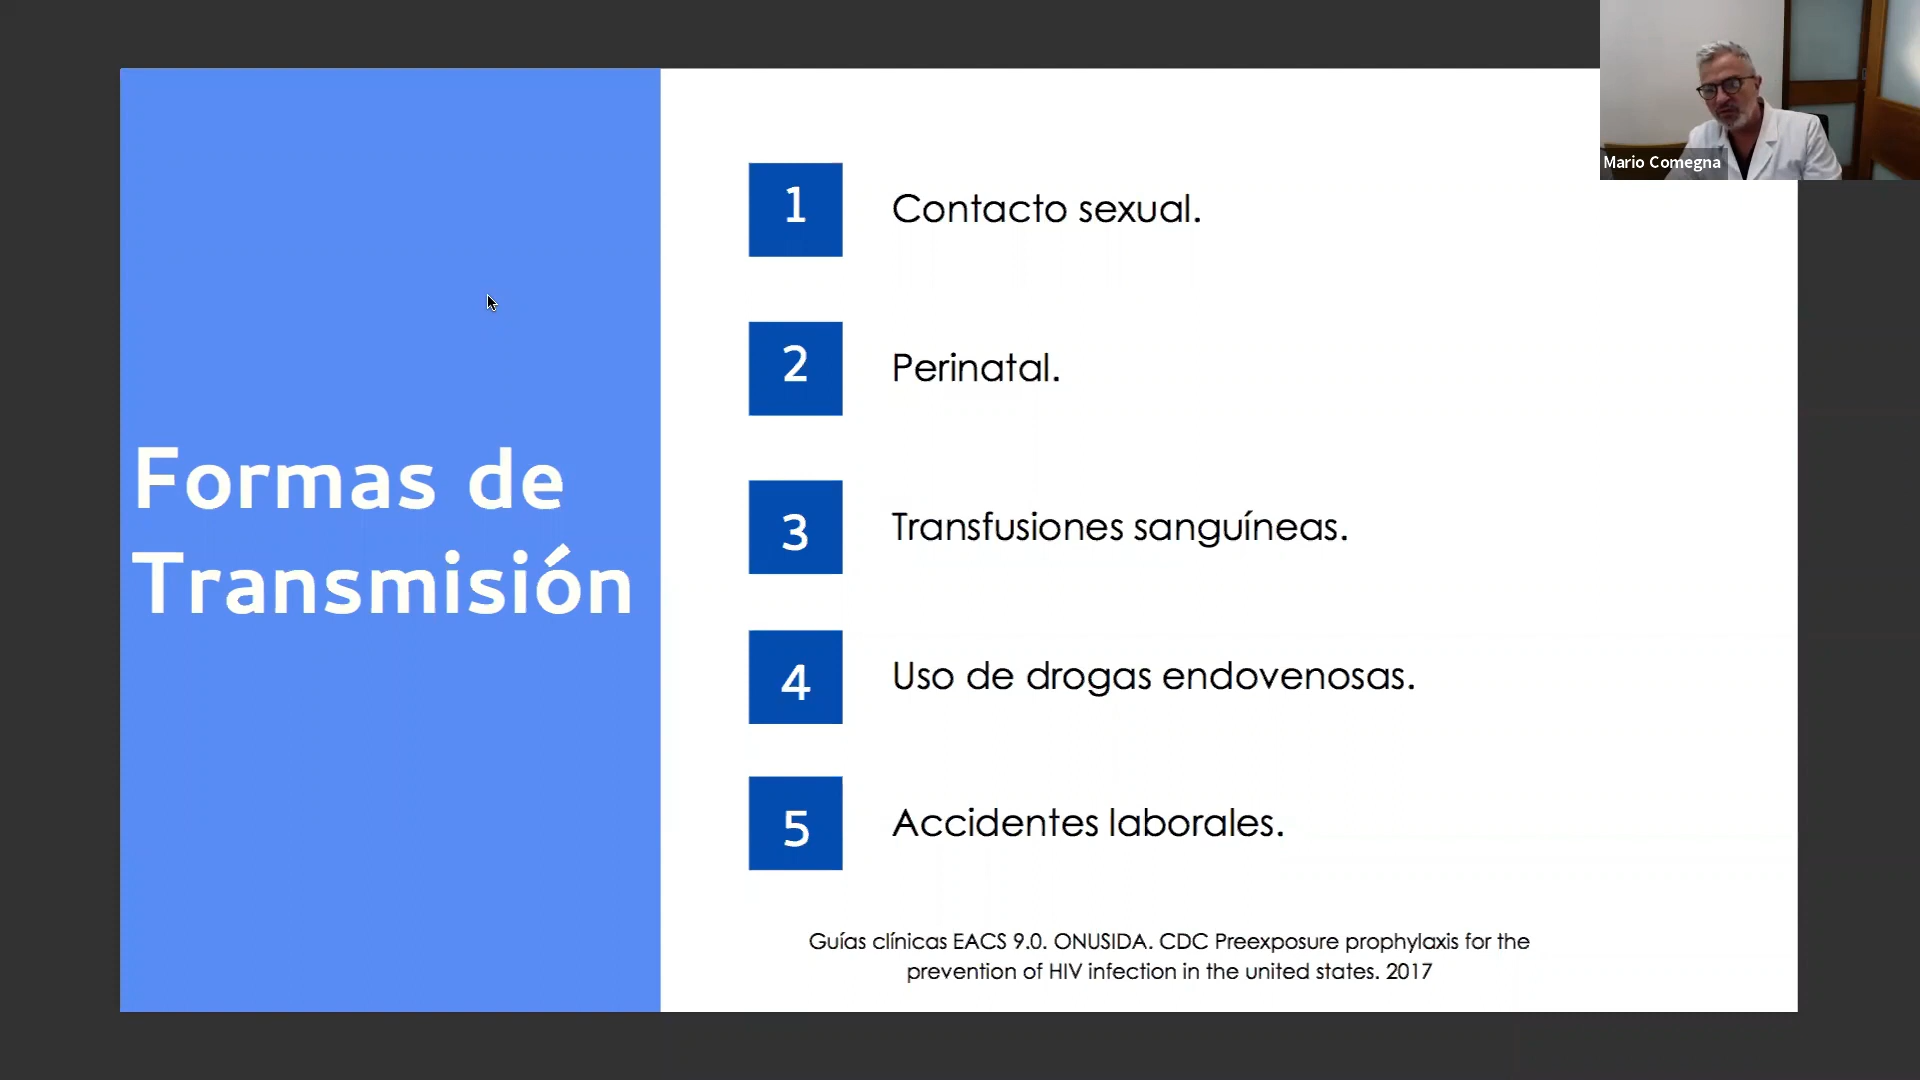 Mario Comegna
Formas de
Transmisión
1
Contacto sexual.
2
Perinatal.
3
Transfusiones sanguíneas.
4
Uso de drogas endovenosas.
5
Accidentes laborales.
Guías clínicas EACS 9.0. ONUSIDA. CDC Preexposure prophylaxis for the
prevention of HIV infection in the united states. 2017